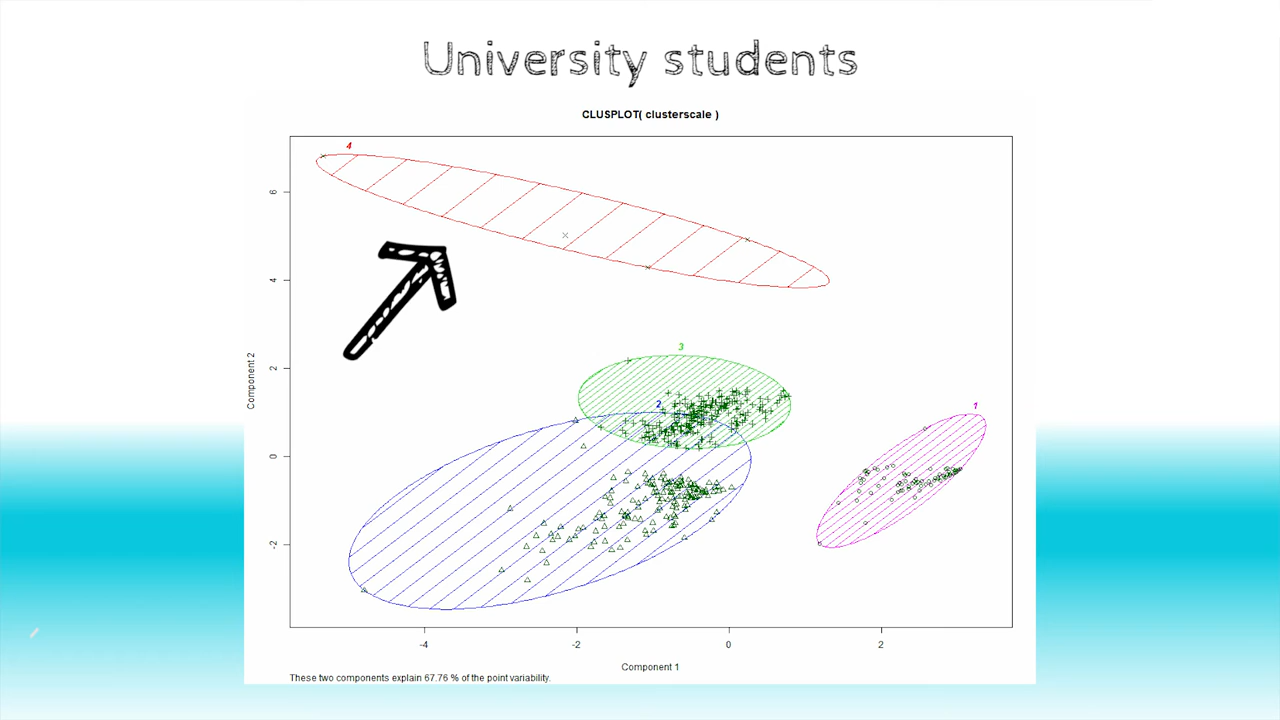 University students
CLUSPLOT( clusterscale )
4
6
4
3
2
2
1
Component 2
0
-2
-4 -2 0 2
Component 1
These two components explain 67.76 % of the point variability.